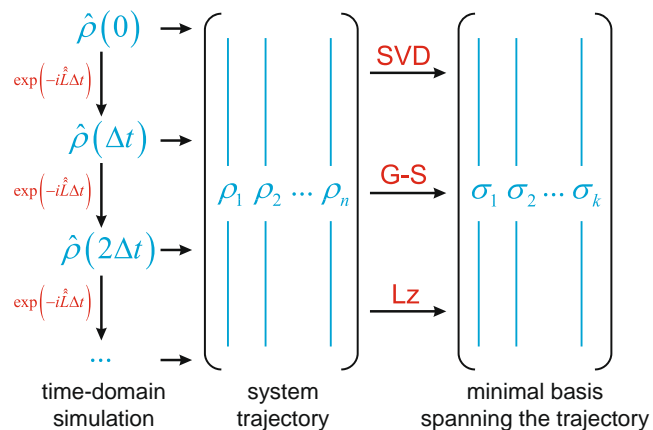 ρ̂(0)
exp(−iL̂̂Δt)
ρ̂(Δt)
exp(−iL̂̂Δt)
ρ̂(2Δt)
exp(−iL̂̂Δt)
...
ρ₁ ρ₂ ... ρₙ
SVD
G-S
Lz
σ₁ σ₂ ... σₖ
time-domain
simulation
system
trajectory
minimal basis
spanning the trajectory